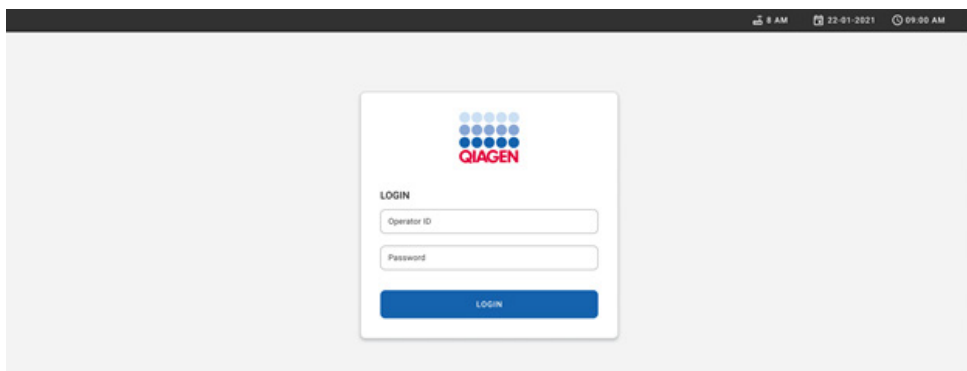 8 AM 22-01-2021 09:00 AM
QIAGEN
LOGIN
Operator ID
Password
LOGIN